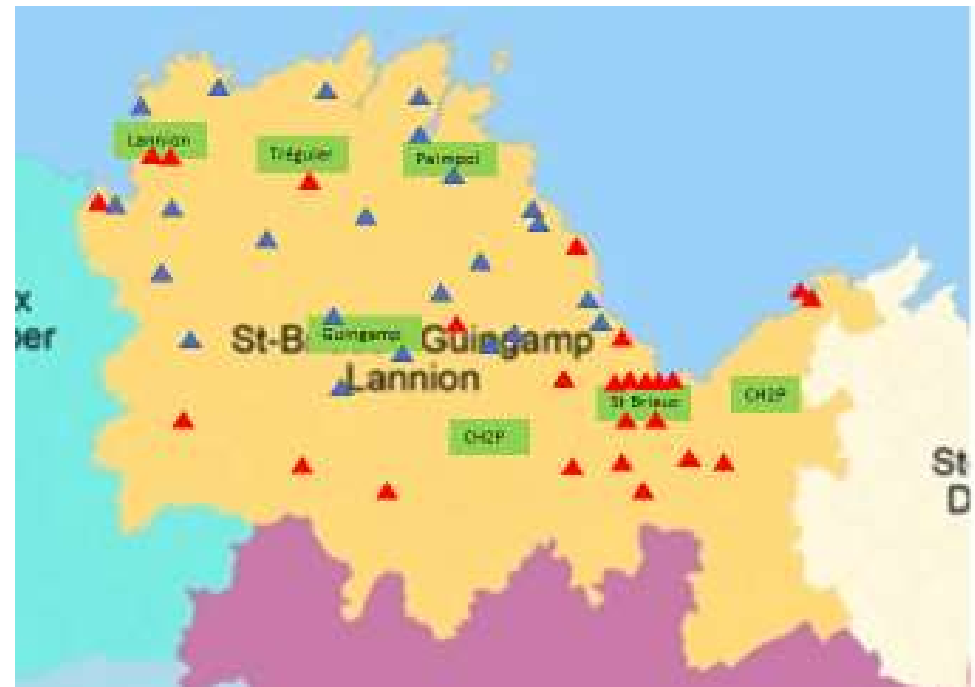 Lannion
Tréguier
Paimpol
x
per
St-B
Guingamp
Guingamp
Lannion
St Brieuc
CH2P
CH2P
St
D